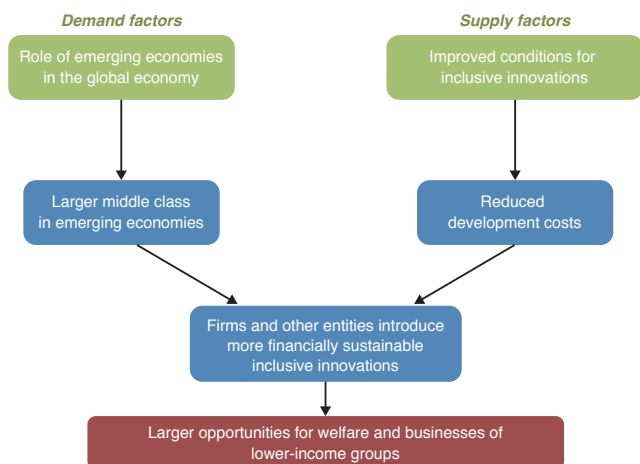 Demand factors
Supply factors
Role of emerging economies
in the global economy
Improved conditions for
inclusive innovations
Larger middle class
in emerging economies
Reduced
development costs
Firms and other entities introduce
more financially sustainable
inclusive innovations
Larger opportunities for welfare and businesses of
lower-income groups